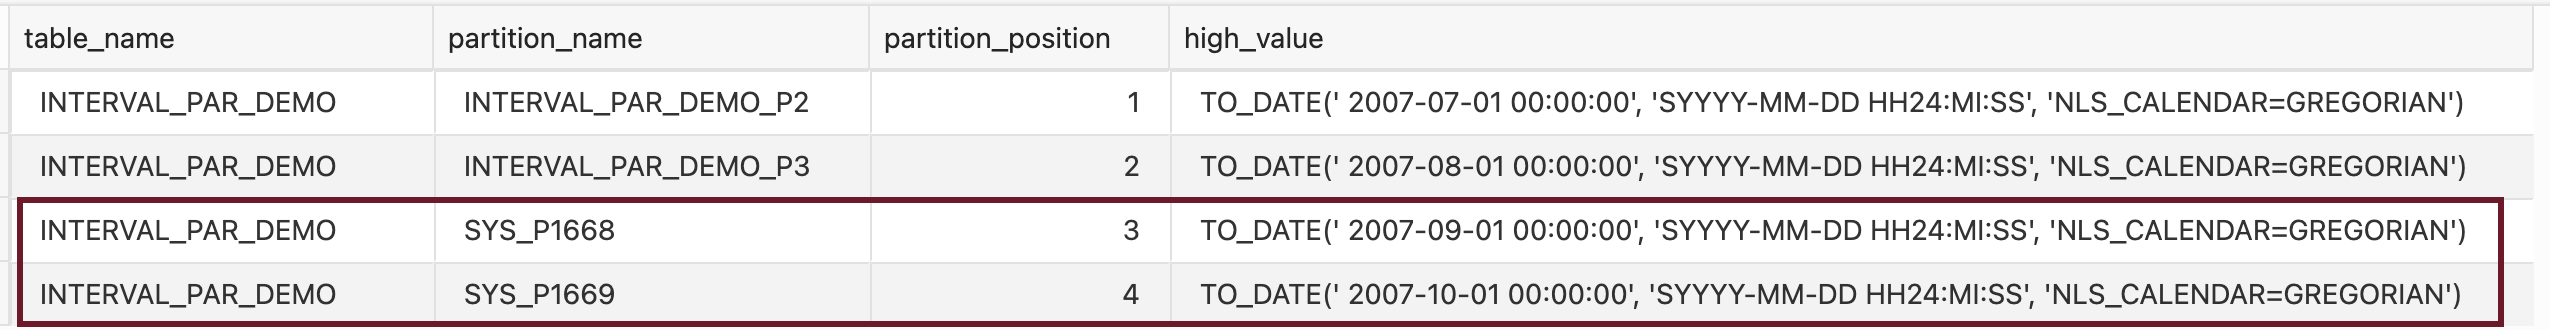 table_name partition_name partition_position high_value
INTERVAL_PAR_DEMO INTERVAL_PAR_DEMO_P2 1 TO_DATE(' 2007-07-01 00:00:00', 'SYYYY-MM-DD HH24:MI:SS', 'NLS_CALENDAR=GREGORIAN')
INTERVAL_PAR_DEMO INTERVAL_PAR_DEMO_P3 2 TO_DATE(' 2007-08-01 00:00:00', 'SYYYY-MM-DD HH24:MI:SS', 'NLS_CALENDAR=GREGORIAN')
INTERVAL_PAR_DEMO SYS_P1668 3 TO_DATE(' 2007-09-01 00:00:00', 'SYYYY-MM-DD HH24:MI:SS', 'NLS_CALENDAR=GREGORIAN')
INTERVAL_PAR_DEMO SYS_P1669 4 TO_DATE(' 2007-10-01 00:00:00', 'SYYYY-MM-DD HH24:MI:SS', 'NLS_CALENDAR=GREGORIAN')